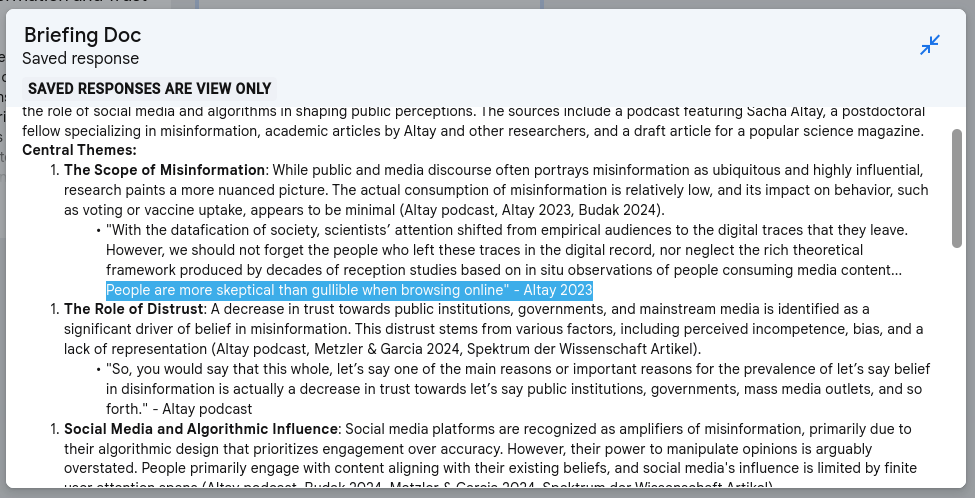 Briefing Doc
Saved response
SAVED RESPONSES ARE VIEW ONLY
the role of social media and algorithms in shaping public perceptions. The sources include a podcast featuring Sacha Altay, a postdoctoral
fellow specializing in misinformation, academic articles by Altay and other researchers, and a draft article for a popular science magazine.
Central Themes:
1. The Scope of Misinformation: While public and media discourse often portrays misinformation as ubiquitous and highly influential,
research paints a more nuanced picture. The actual consumption of misinformation is relatively low, and its impact on behavior, such
as voting or vaccine uptake, appears to be minimal (Altay podcast, Altay 2023, Budak 2024).
• "With the datafication of society, scientists’ attention shifted from empirical audiences to the digital traces that they leave.
However, we should not forget the people who left these traces in the digital record, nor neglect the rich theoretical
framework produced by decades of reception studies based on in situ observations of people consuming media content...
People are more skeptical than gullible when browsing online" - Altay 2023
1. The Role of Distrust: A decrease in trust towards public institutions, governments, and mainstream media is identified as a
significant driver of belief in misinformation. This distrust stems from various factors, including perceived incompetence, bias, and a
lack of representation (Altay podcast, Metzler & Garcia 2024, Spektrum der Wissenschaft Artikel).
• "So, you would say that this whole, let’s say one of the main reasons or important reasons for the prevalence of let’s say belief
in disinformation is actually a decrease in trust towards let’s say public institutions, governments, mass media outlets, and so
forth." - Altay podcast
1. Social Media and Algorithmic Influence: Social media platforms are recognized as amplifiers of misinformation, primarily due to
their algorithmic design that prioritizes engagement over accuracy. However, their power to manipulate opinions is arguably
overstated. People primarily engage with content aligning with their existing beliefs, and social media's influence is limited by finite
user attention spans (Altay podcast, Budak 2024, Metzler & Garcia 2024, Spektrum der Wissenschaft Artikel).